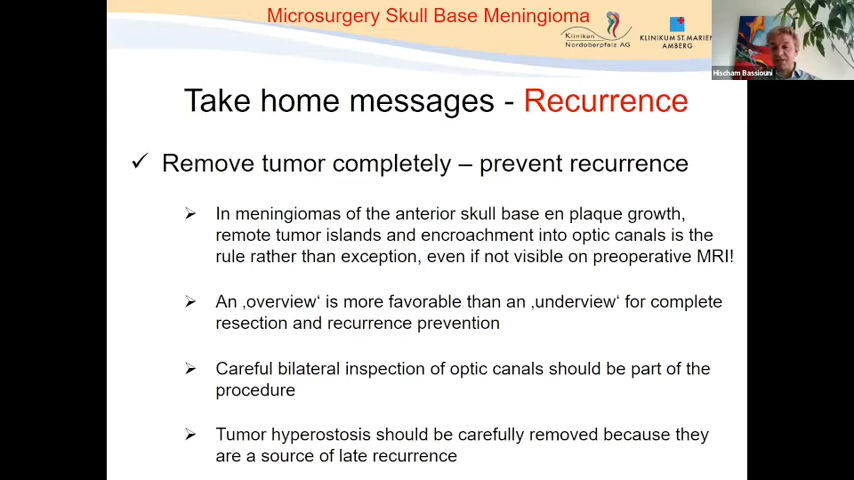 Microsurgery Skull Base Meningioma
Kliniken
Nordoberpfalz AG
KLINIKUM ST. MARIEN
AMBERG
Hischam Bassiouni
Take home messages - Recurrence
✓ Remove tumor completely – prevent recurrence
➢ In meningiomas of the anterior skull base en plaque growth,
remote tumor islands and encroachment into optic canals is the
rule rather than exception, even if not visible on preoperative MRI!
➢ An ‚overview‘ is more favorable than an ‚underview‘ for complete
resection and recurrence prevention
➢ Careful bilateral inspection of optic canals should be part of the
procedure
➢ Tumor hyperostosis should be carefully removed because they
are a source of late recurrence